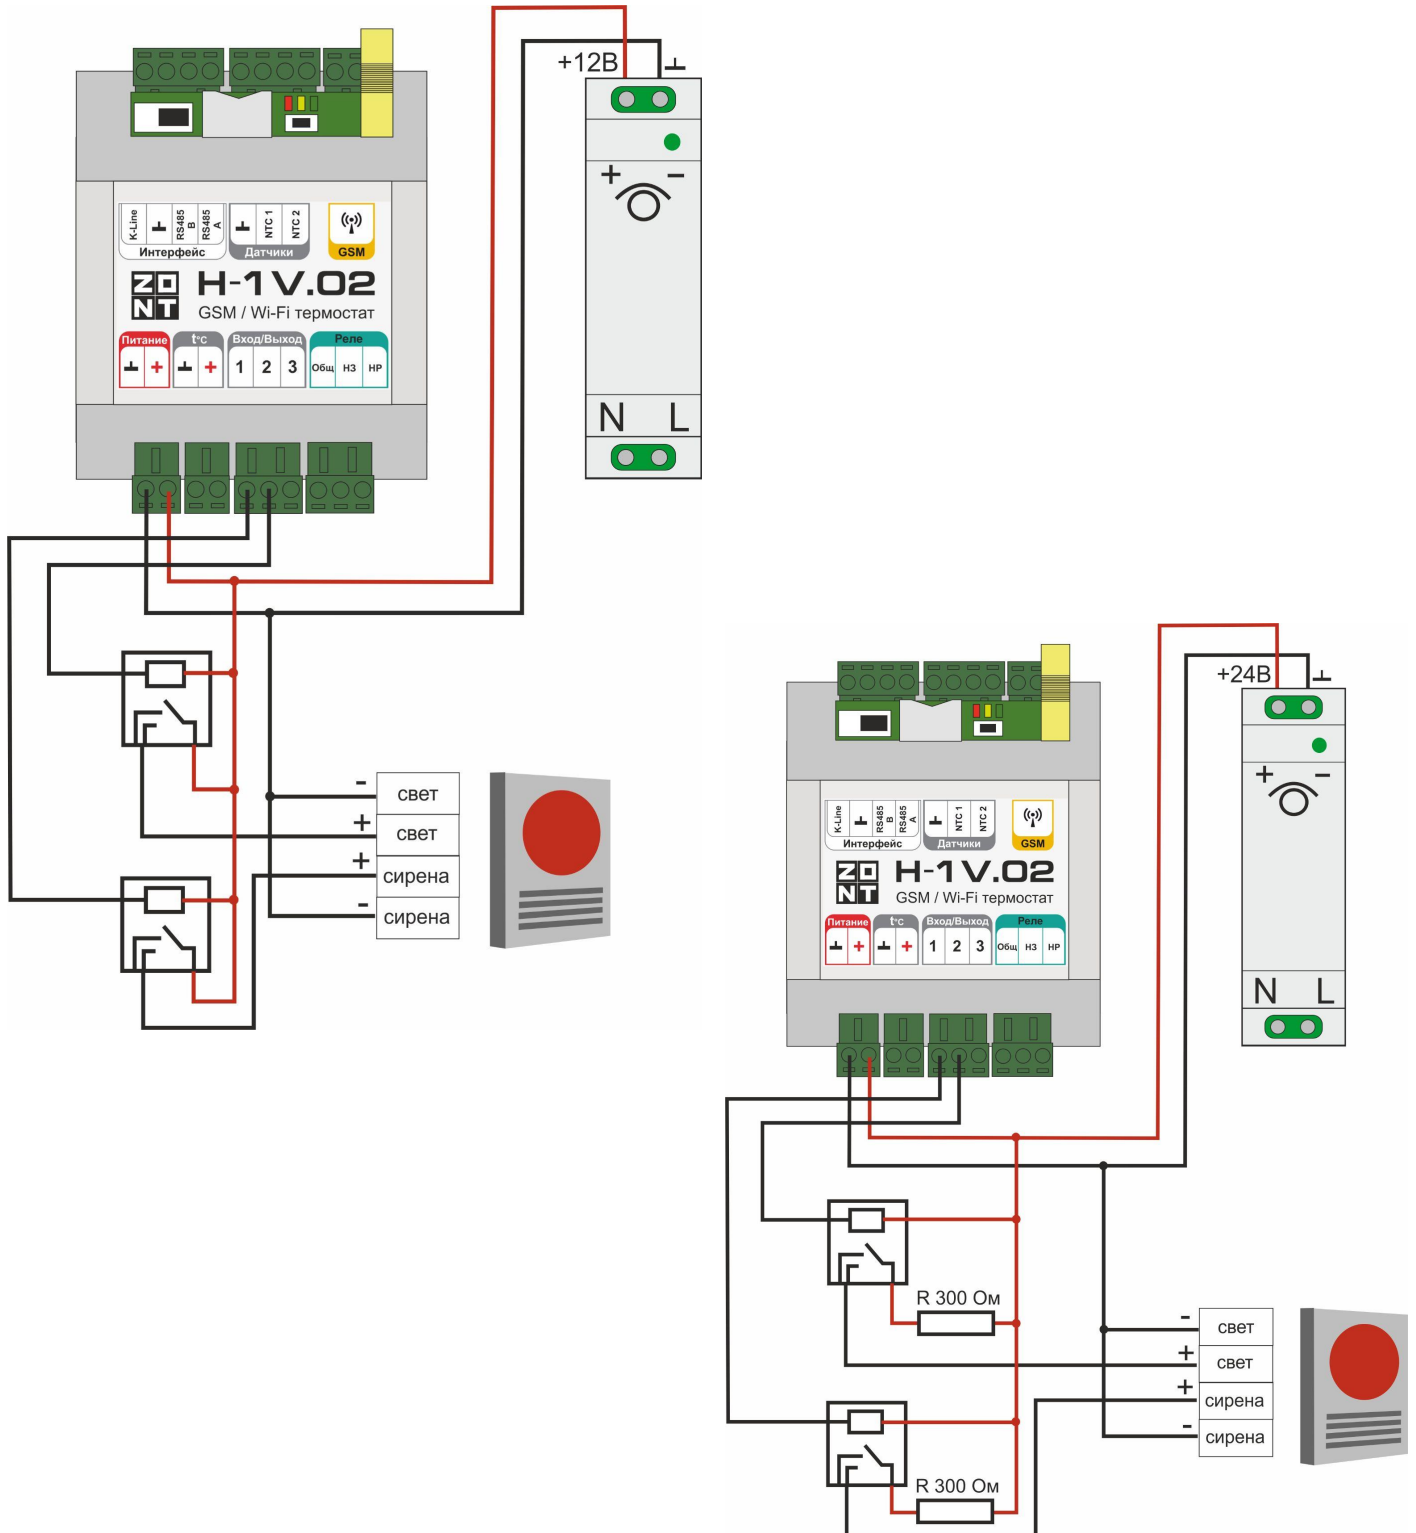 +12В
+ -
N L
K-Line RS485 B RS485 A NTC 1 NTC 2
Интерфейс Датчики GSM
ZONT H-1V.02
GSM / Wi-Fi термостат
Питание t°C Вход/Выход Реле
+ + 1 2 3 Общ НЗ НР
- свет
+ свет
+ сирена
- сирена
+24В
+ -
N L
K-Line RS485 B RS485 A NTC 1 NTC 2
Интерфейс Датчики GSM
ZONT H-1V.02
GSM / Wi-Fi термостат
Питание t°C Вход/Выход Реле
+ + 1 2 3 Общ НЗ НР
R 300 Ом
- свет
+ свет
+ сирена
- сирена
R 300 Ом